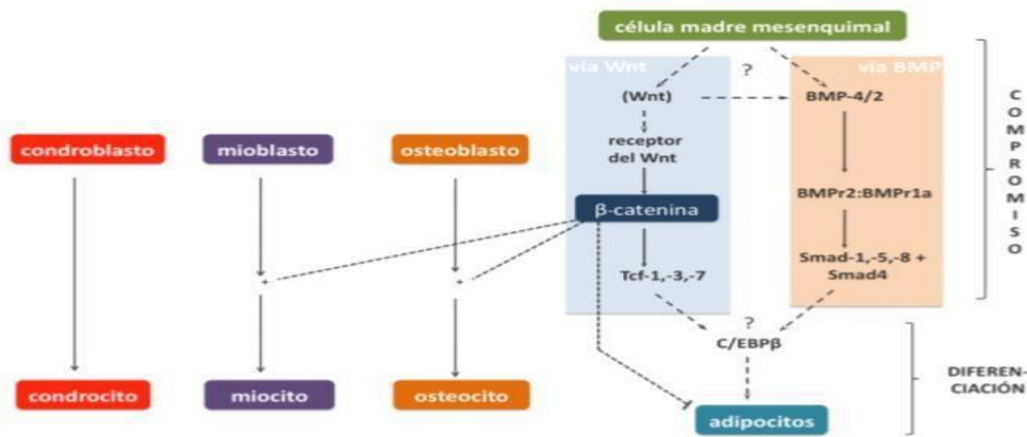 célula madre mesenquimal
vía Wnt
?
vía BMP
(Wnt)
BMP-4/2
condroblasto
mioblasto
osteoblasto
receptor
del Wnt
β-catenina
BMPr2:BMPr1a
Tcf-1,-3,-7
Smad-1,-5,-8 +
Smad4
+
+
COMPROMISO
?
C/EBPβ
condrocito
miocito
osteocito
adipocitos
DIFEREN-
CIACIÓN